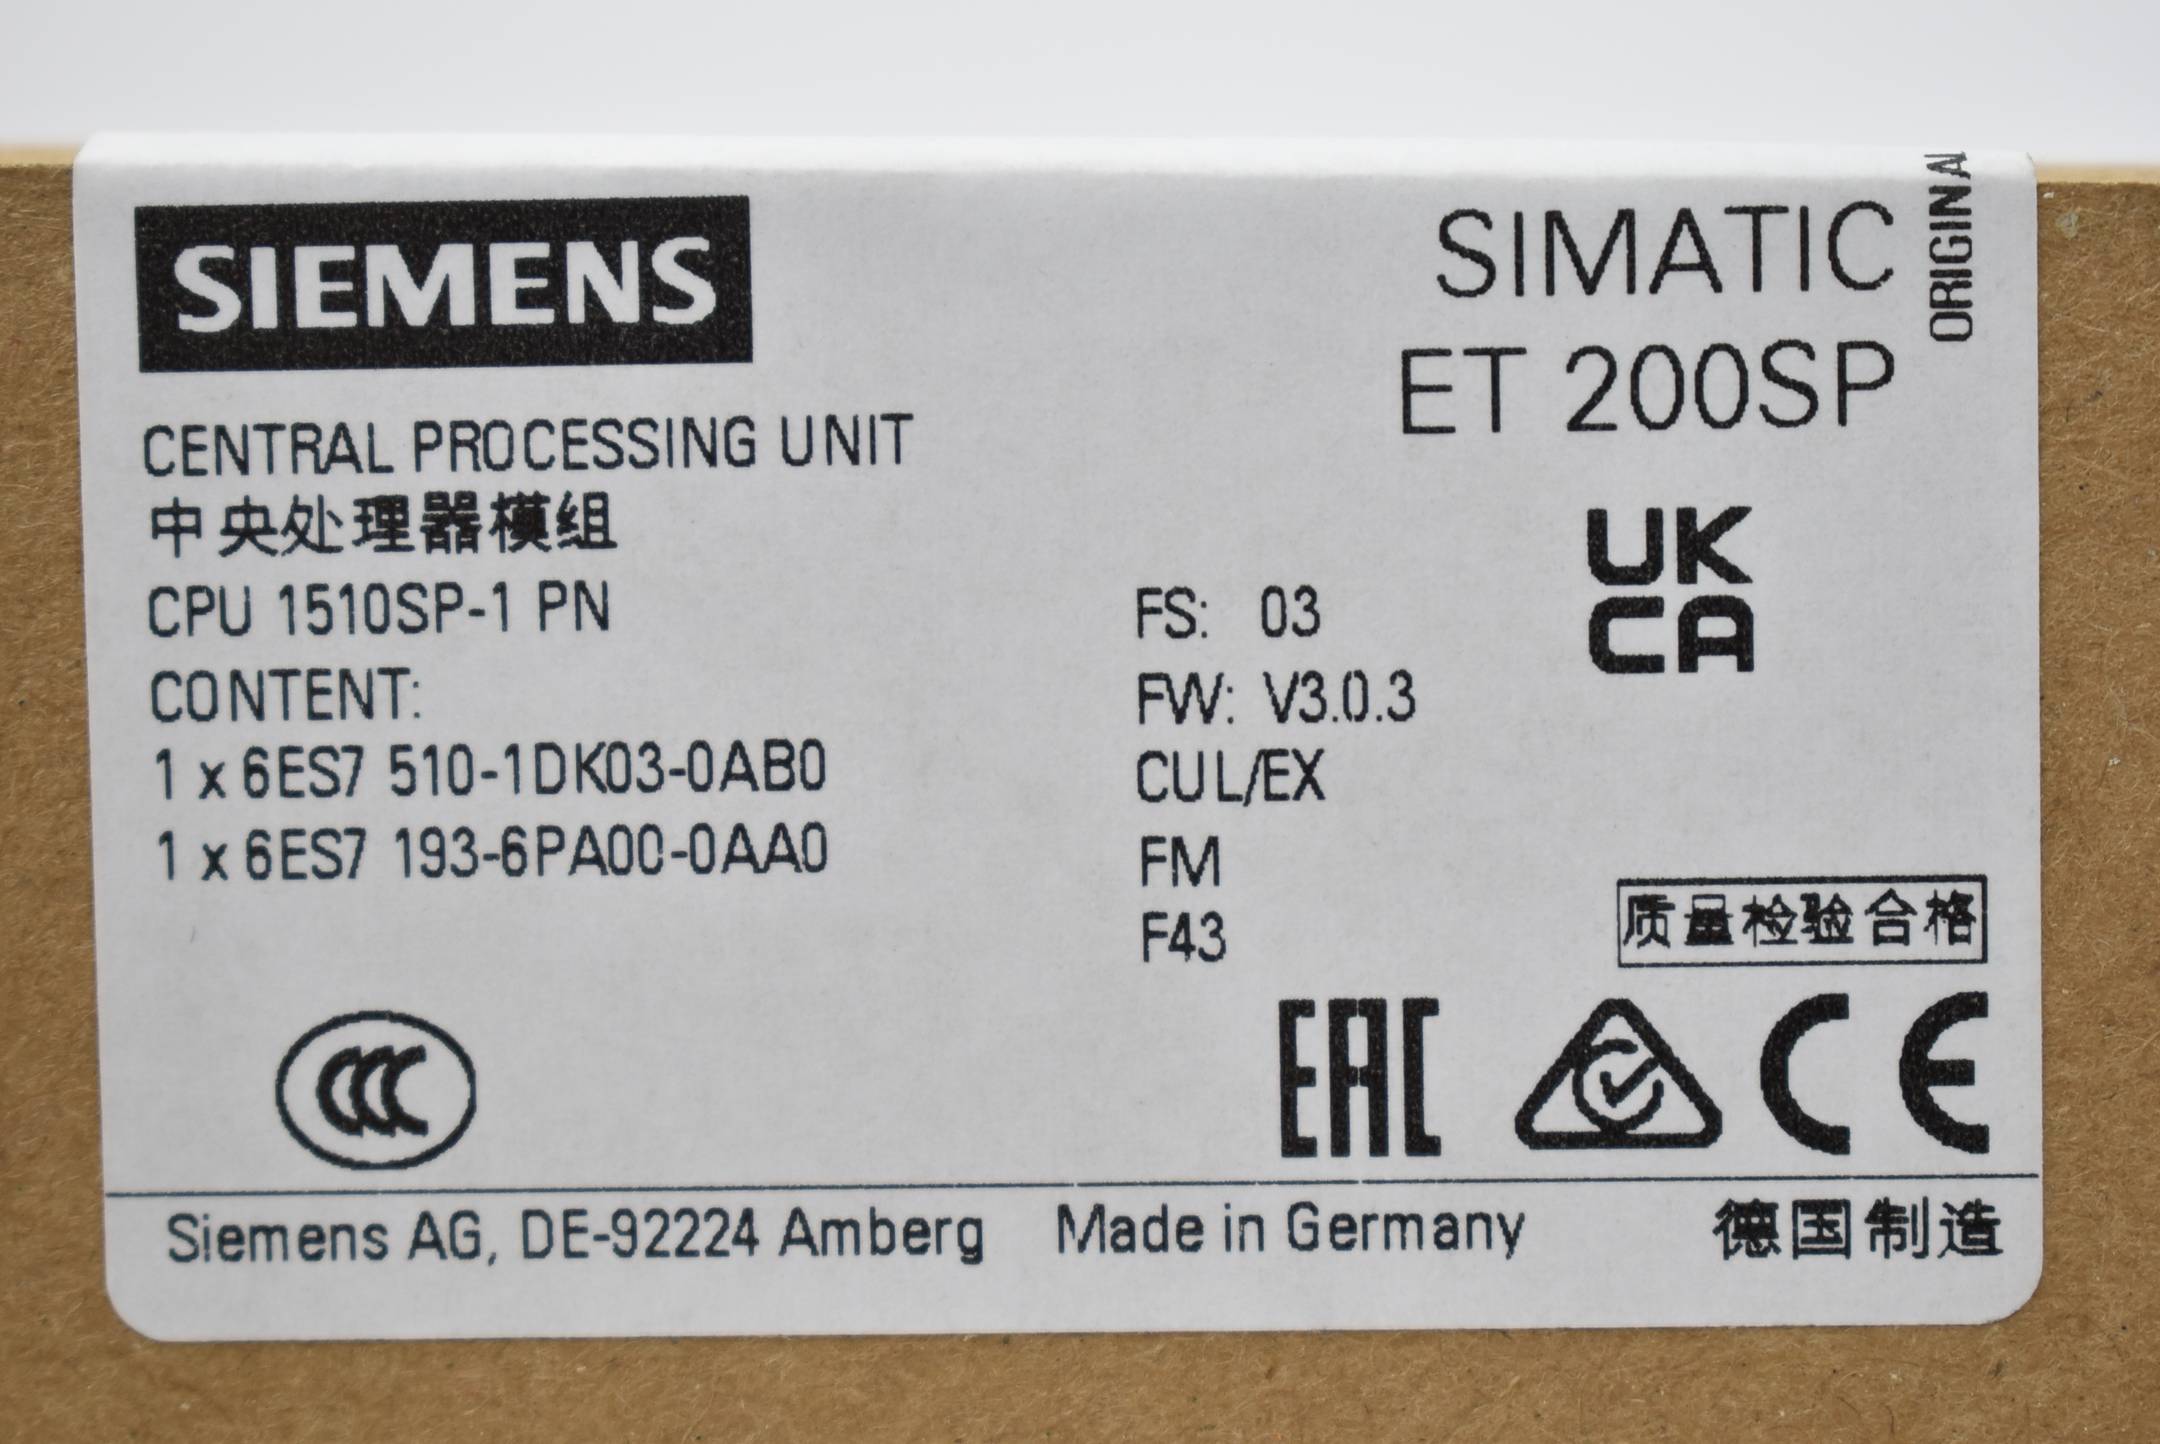 SIEMENS
SIMATIC
ET 200SP
ORIGINAL
CENTRAL PROCESSING UNIT
中央处理器模组
CPU 1510SP-1 PN
CONTENT:
1 x 6ES7 510-1DK03-0AB0
1 x 6ES7 193-6PA00-0AA0
FS: 03
FW: V3.0.3
CUL/EX
FM
F43
UK
CA
质量检验合格
CCC
EAC
CE
Siemens AG, DE-92224 Amberg Made in Germany 德国制造